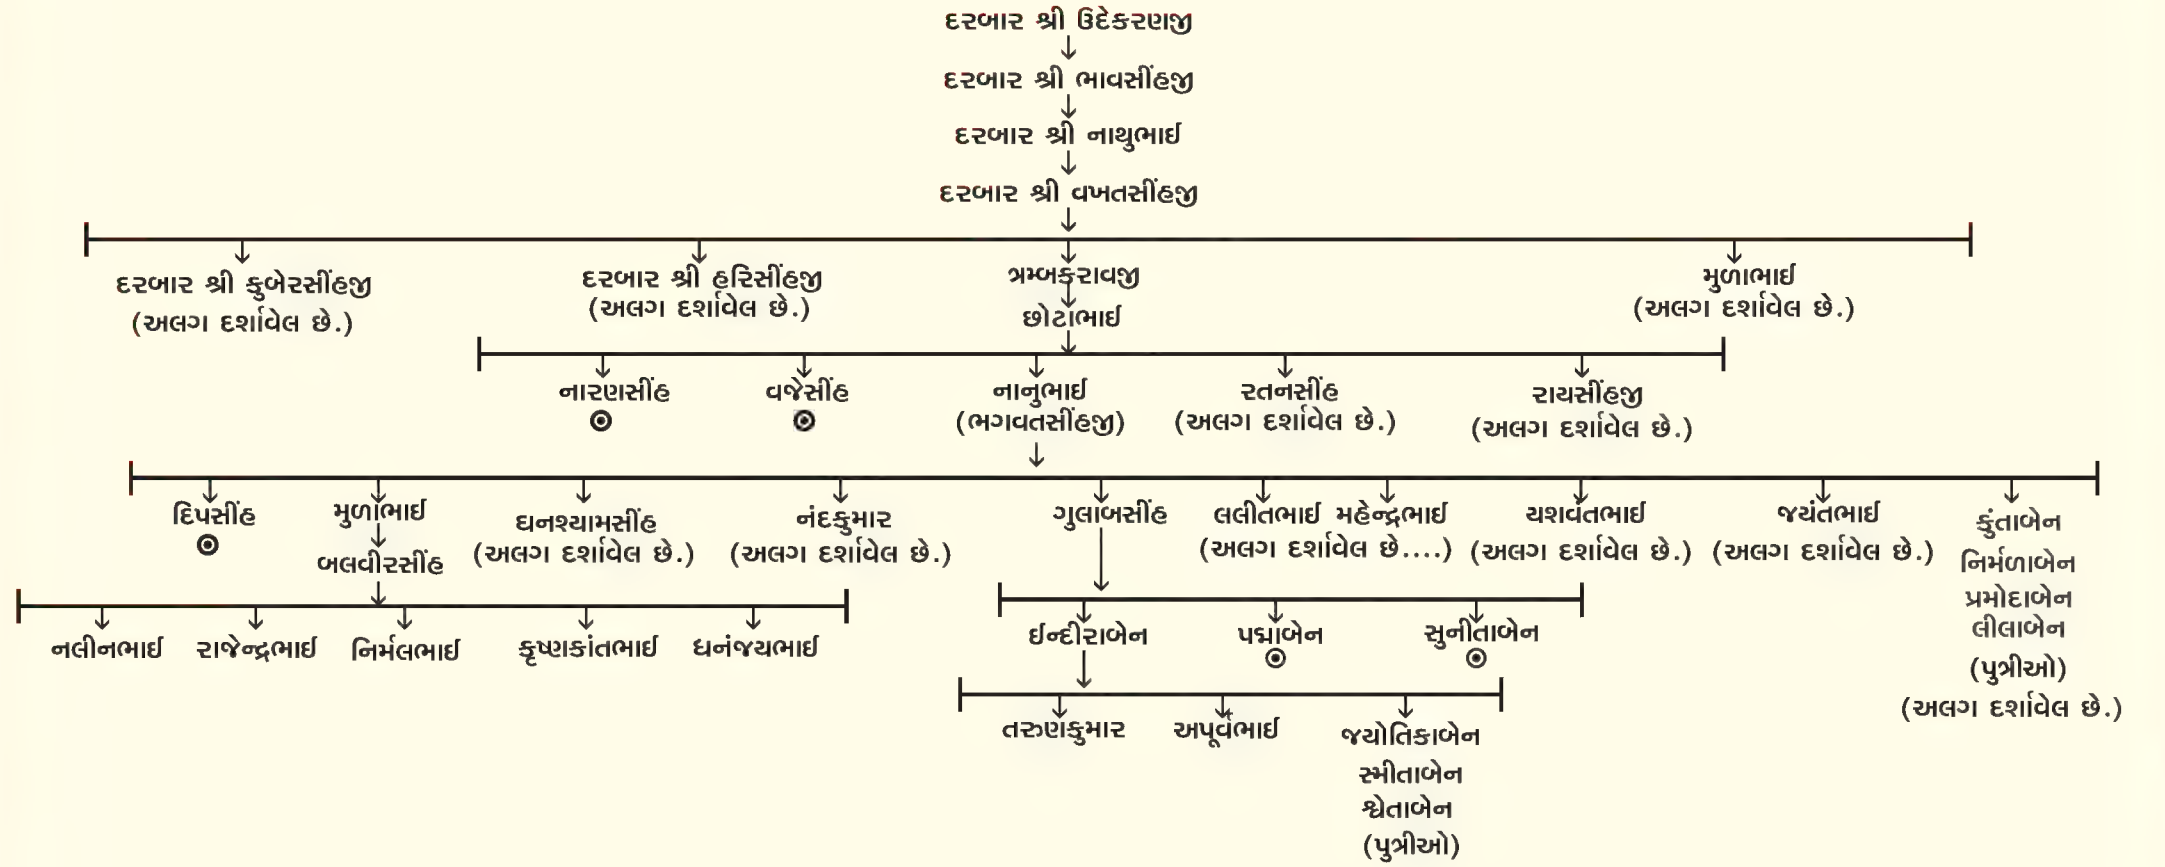 દરબાર શ્રી ઉદેકરણજી
દરબાર શ્રી ભાવસીંહજી
દરબાર શ્રી નાથુભાઈ
દરબાર શ્રી વખતસીંહજી
દરબાર શ્રી કુબેરસીંહજી
(અલગ દર્શાવેલ છે.)
દરબાર શ્રી હરિસીંહજી
(અલગ દર્શાવેલ છે.)
ત્રમ્બકરાવજી
છોટાભાઈ
મુળાભાઈ
(અલગ દર્શાવેલ છે.)
નારણસીંહ
વજેસીંહ
નાનુભાઈ
(ભગવતસીંહજી)
રતનસીંહ
(અલગ દર્શાવેલ છે.)
રાયસીંહજી
(અલગ દર્શાવેલ છે.)
દિપસીંહ
મુળાભાઈ
બલવીરસીંહ
ઘનશ્યામસીંહ
(અલગ દર્શાવેલ છે.)
નંદકુમાર
(અલગ દર્શાવેલ છે.)
ગુલાબસીંહ
લલીતભાઈ મહેન્દ્રભાઈ
(અલગ દર્શાવેલ છે....)
યશવંતભાઈ
(અલગ દર્શાવેલ છે.)
જયંતભાઈ
(અલગ દર્શાવેલ છે.)
કુંતાબેન
નિર્મળાબેન
પ્રમોદાબેન
લીલાબેન
(પુત્રીઓ)
(અલગ દર્શાવેલ છે.)
નલીનભાઈ
રાજેન્દ્રભાઈ
નિર્મલભાઈ
કૃષ્ણકાંતભાઈ
ધનંજયભાઈ
ઈન્દીરાબેન
પદ્માબેન
સુનીતાબેન
તરુણકુમાર
અપૂર્વભાઈ
જયોતિકાબેન
સ્મીતાબેન
શ્વેતાબેન
(પુત્રીઓ)